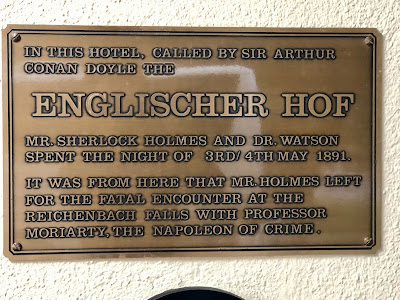 IN THIS HOTEL, CALLED BY SIR ARTHUR
CONAN DOYLE THE
ENGLISCHER HOF
MR. SHERLOCK HOLMES AND DR. WATSON
SPENT THE NIGHT OF 3RD/4TH MAY 1891.
IT WAS FROM HERE THAT MR. HOLMES LEFT
FOR THE FATAL ENCOUNTER AT THE
REICHENBACH FALLS WITH PROFESSOR
MORIARTY, THE NAPOLEON OF CRIME.